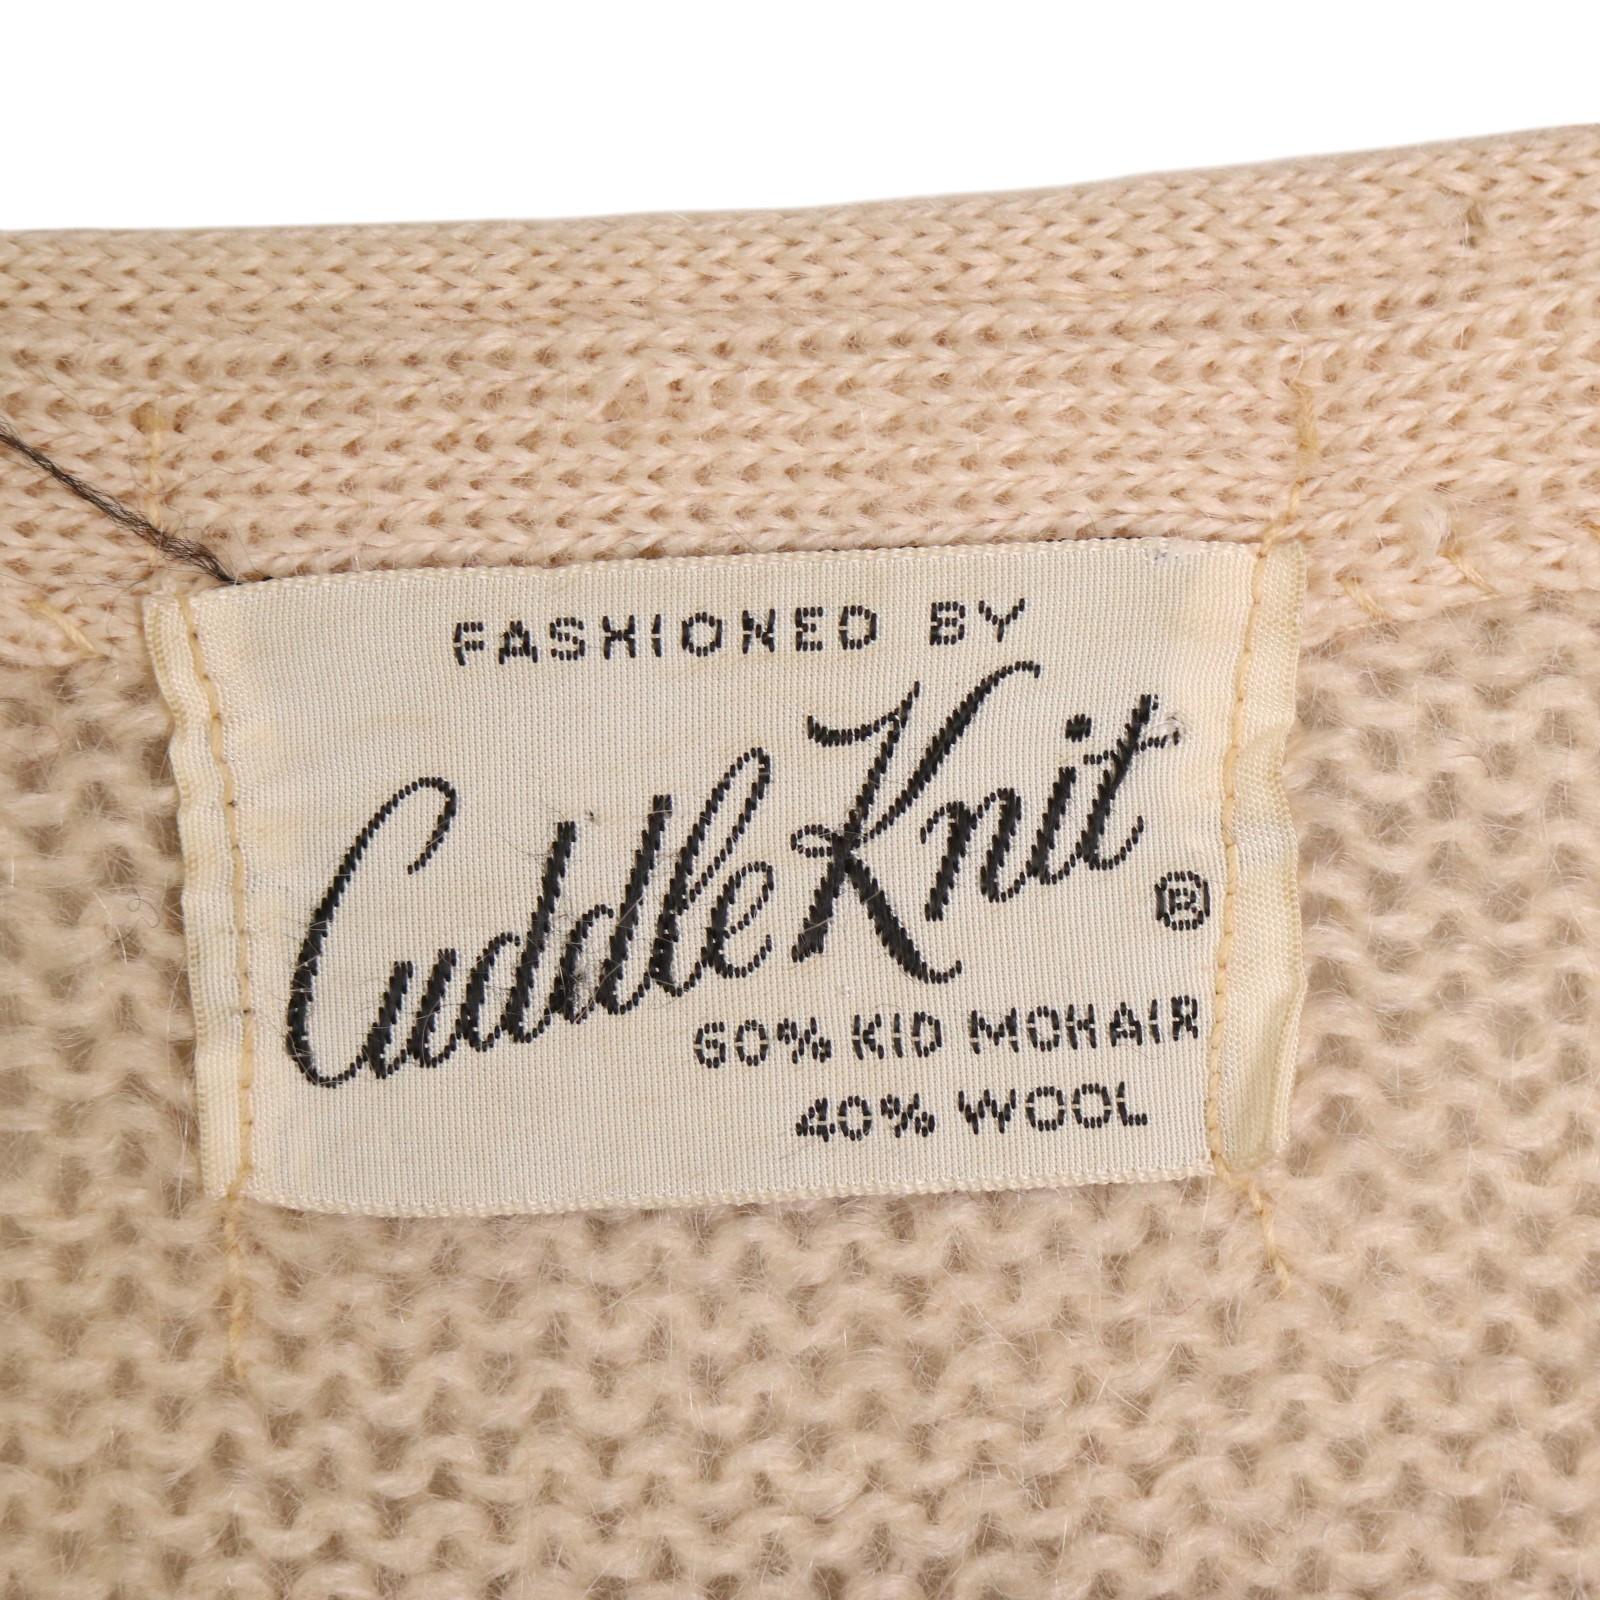 FASHIONED BY
Cuddle Knit ®
60% KID MOHAIR
40% WOOL